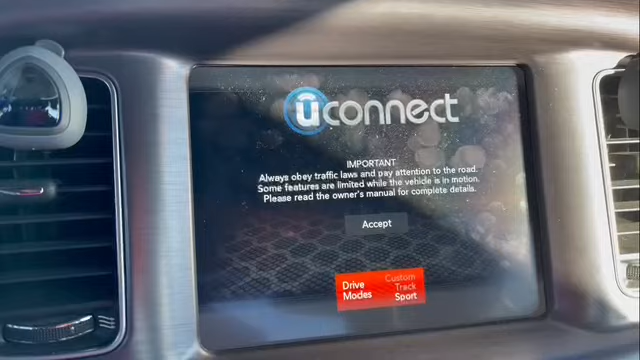 uconnect
IMPORTANT
Always obey traffic laws and pay attention to the road.
Some features are limited while the vehicle is in motion.
Please read the owner's manual for complete details.
Accept
Drive Modes
Custom
Track
Sport